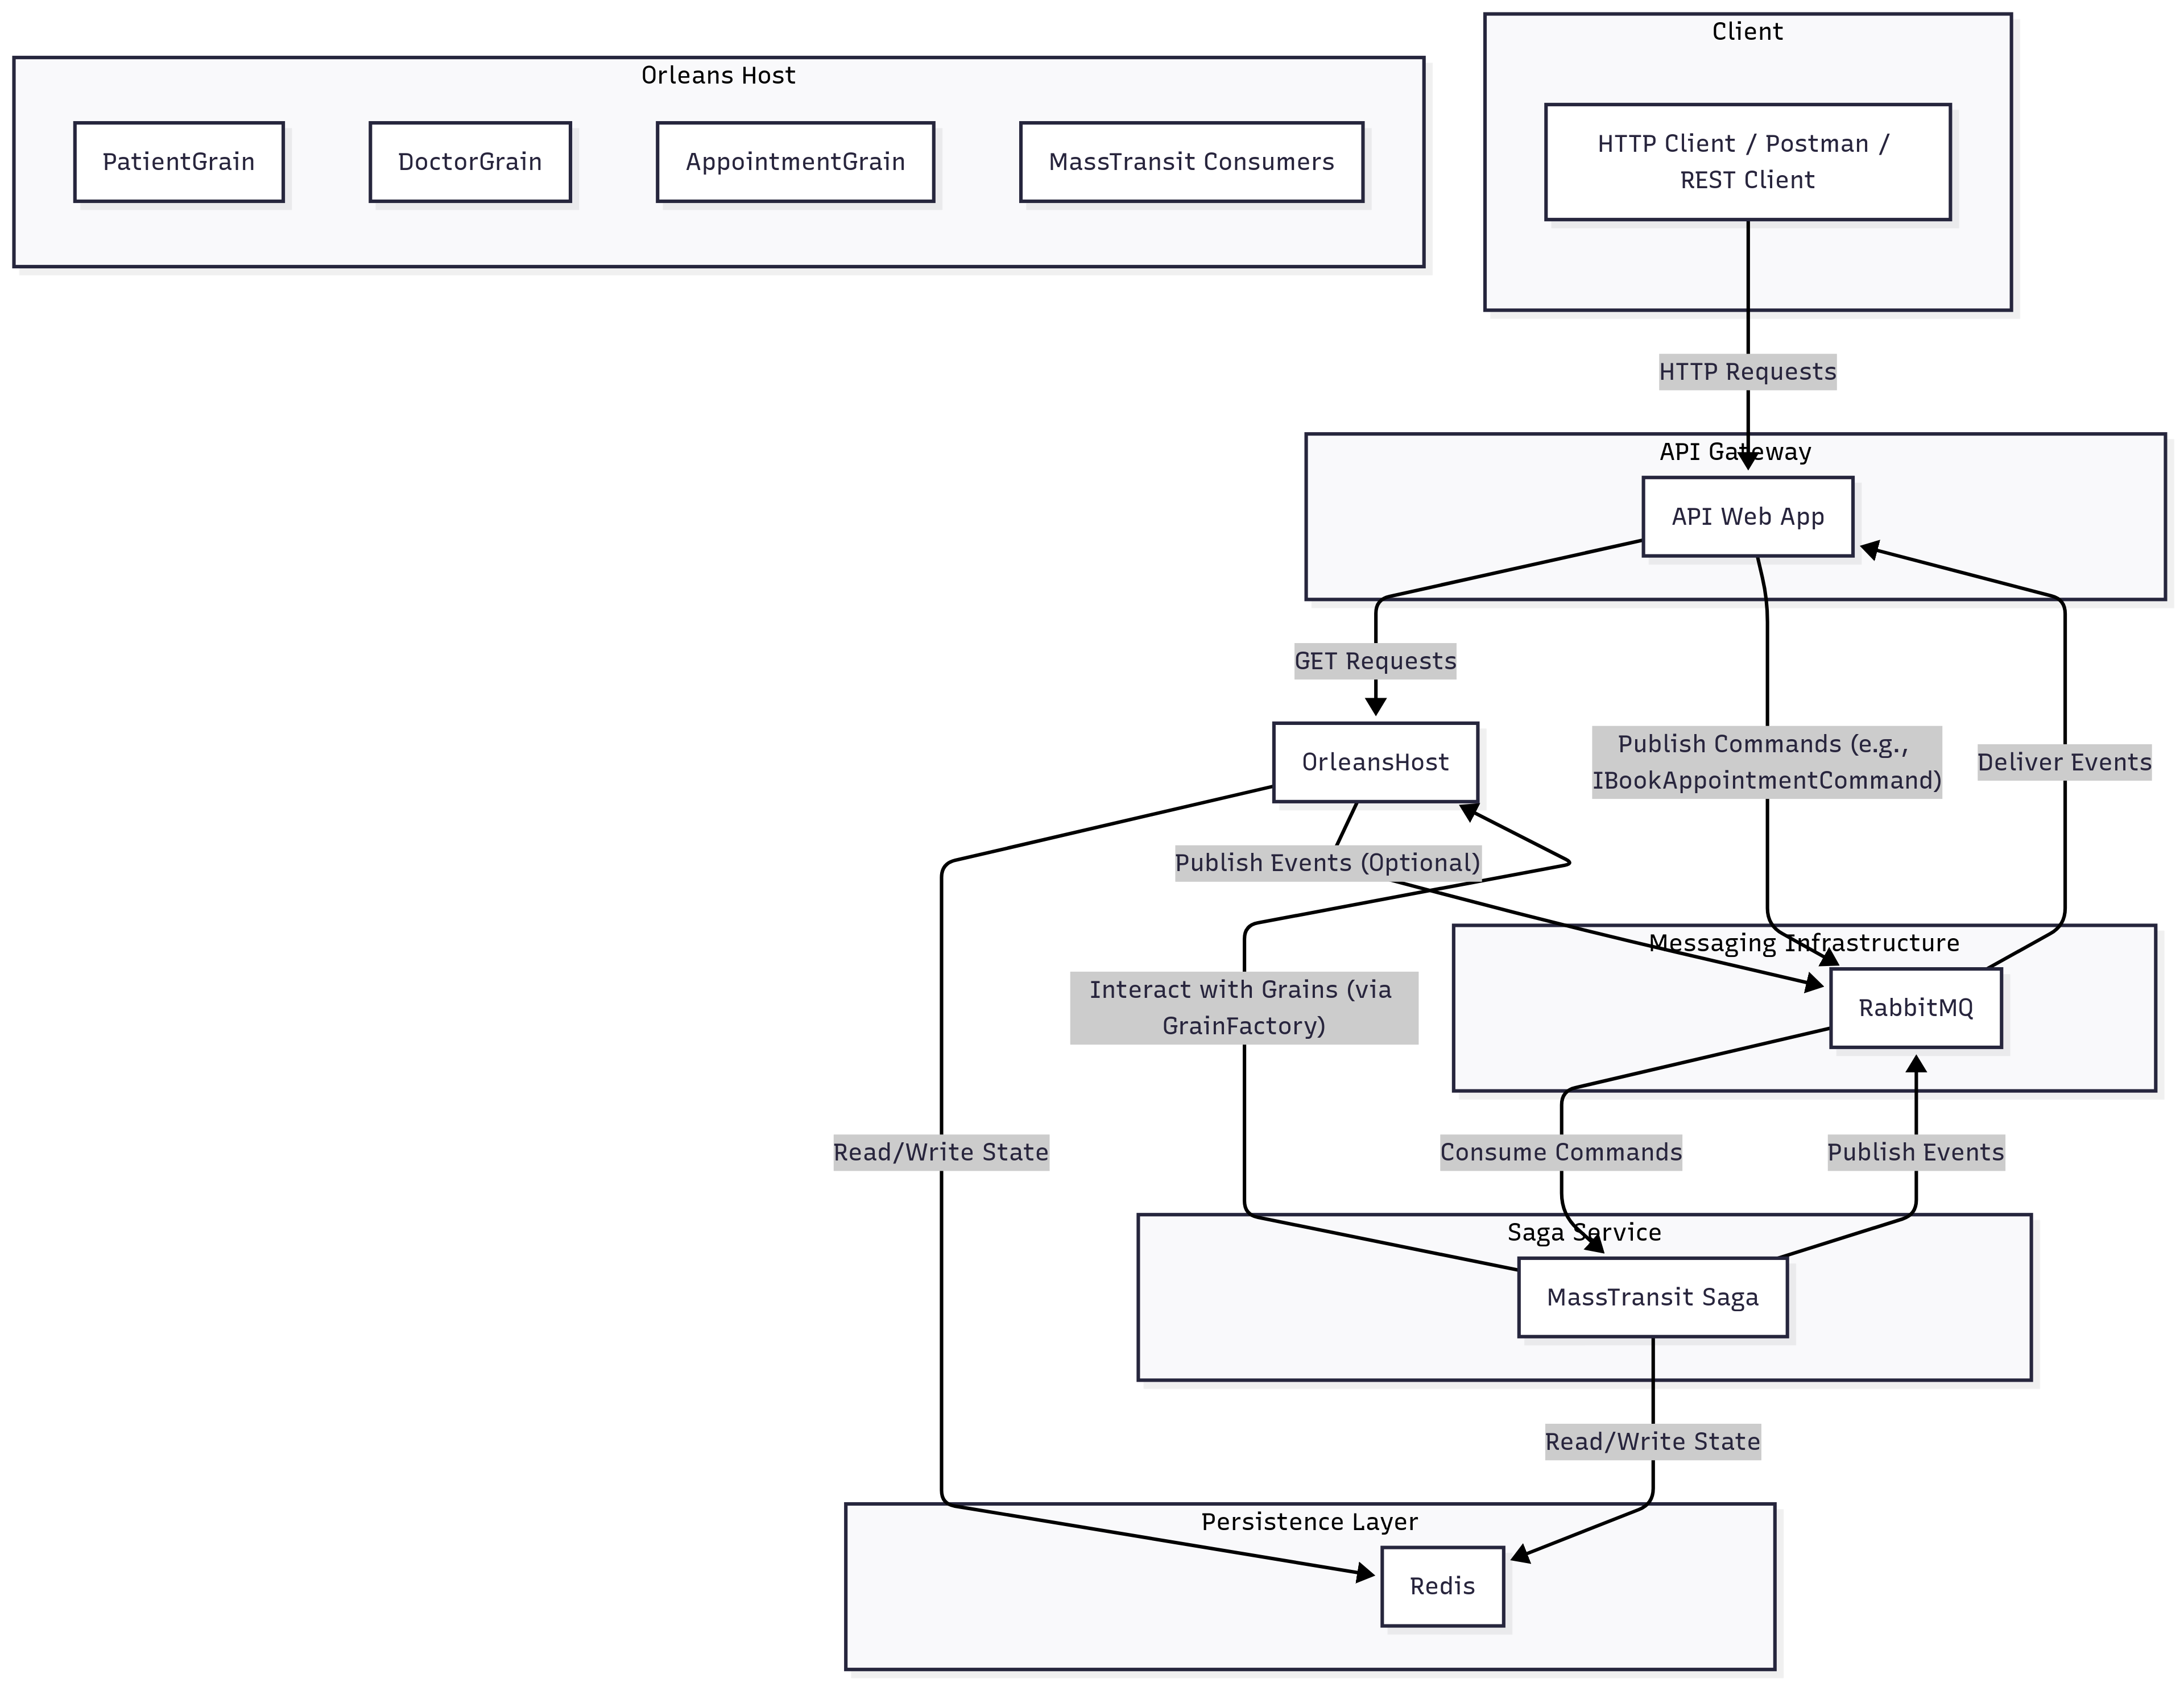 Client
Orleans Host
HTTP Client / Postman /
REST Client
PatientGrain
DoctorGrain
AppointmentGrain
MassTransit Consumers
HTTP Requests
API Gateway
API Web App
GET Requests
Publish Commands (e.g.,
IBookAppointmentCommand)
Deliver Events
OrleansHost
Publish Events (Optional)
Messaging Infrastructure
Interact with Grains (via
GrainFactory)
RabbitMQ
Read/Write State
Consume Commands
Publish Events
Saga Service
MassTransit Saga
Read/Write State
Persistence Layer
Redis